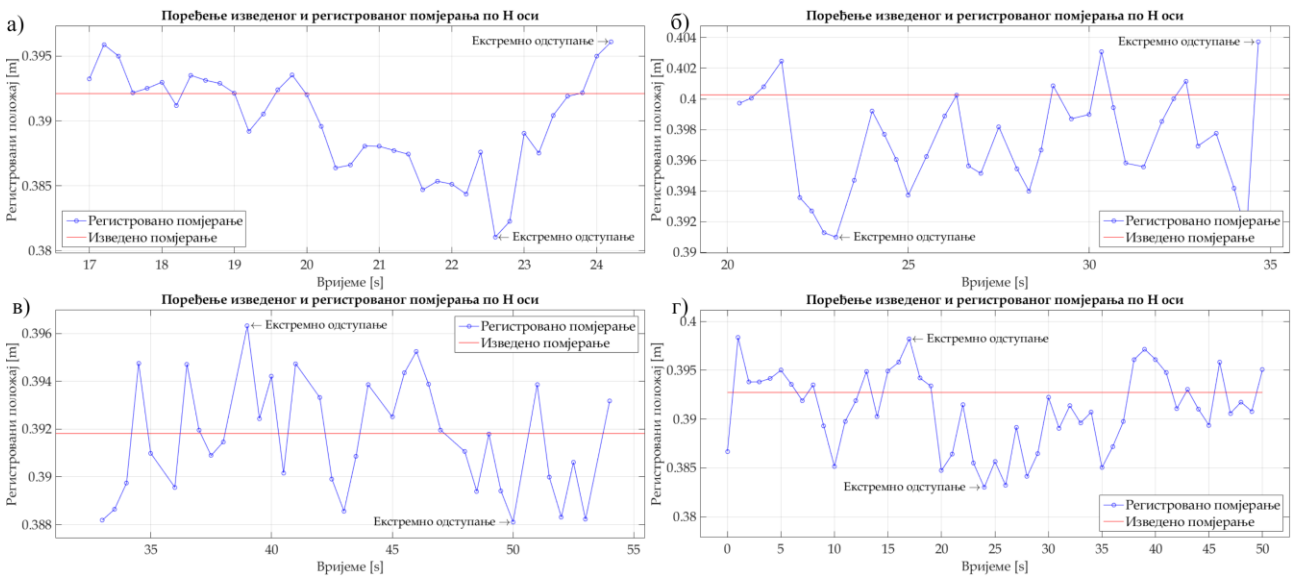 а)
Поређење изведеног и регистрованог помјерања по H оси
Регистровани положај [m]
0.395
0.39
0.385
0.38
Екстремно одступање
Екстремно одступање
Регистровано помјерање
Изведено помјерање
17 18 19 20 21 22 23 24
Вријеме [s]
б)
Поређење изведеног и регистрованог помјерања по H оси
Регистровани положај [m]
0.404
0.402
0.4
0.398
0.396
0.394
0.392
0.39
Екстремно одступање
Екстремно одступање
Регистровано помјерање
Изведено помјерање
20 25 30 35
Вријеме [s]
в)
Поређење изведеног и регистрованог помјерања по H оси
Регистровани положај [m]
0.396
0.394
0.392
0.39
0.388
Екстремно одступање
Регистровано помјерање
Изведено помјерање
Екстремно одступање
35 40 45 50 55
Вријеме [s]
г)
Поређење изведеног и регистрованог помјерања по H оси
Регистровани положај [m]
0.4
0.395
0.39
0.385
0.38
Екстремно одступање
Екстремно одступање
Регистровано помјерање
Изведено помјерање
0 5 10 15 20 25 30 35 40 45 50
Вријеме [s]